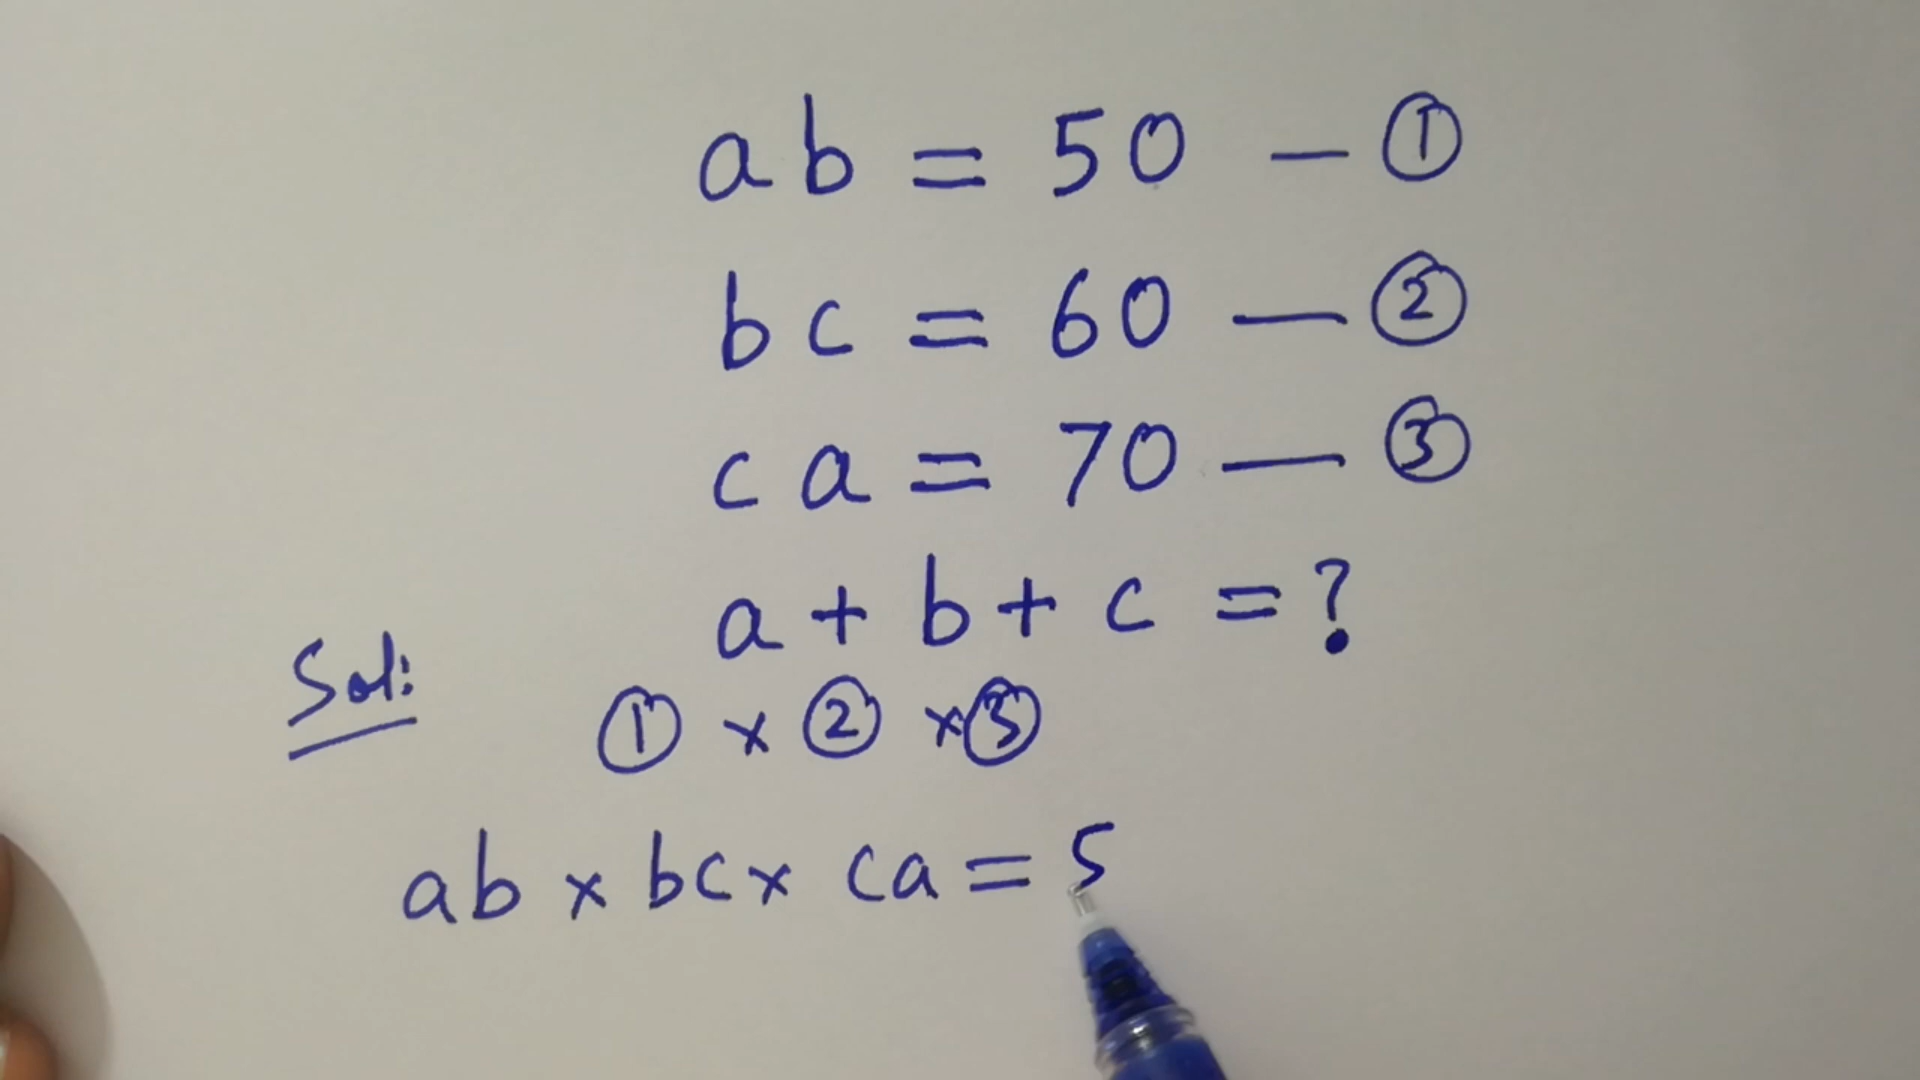 ab = 50 — ①
bc = 60 — ②
ca = 70 — ③
a + b + c = ?
Sol:
① × ② × ③
ab × bc × ca = 5